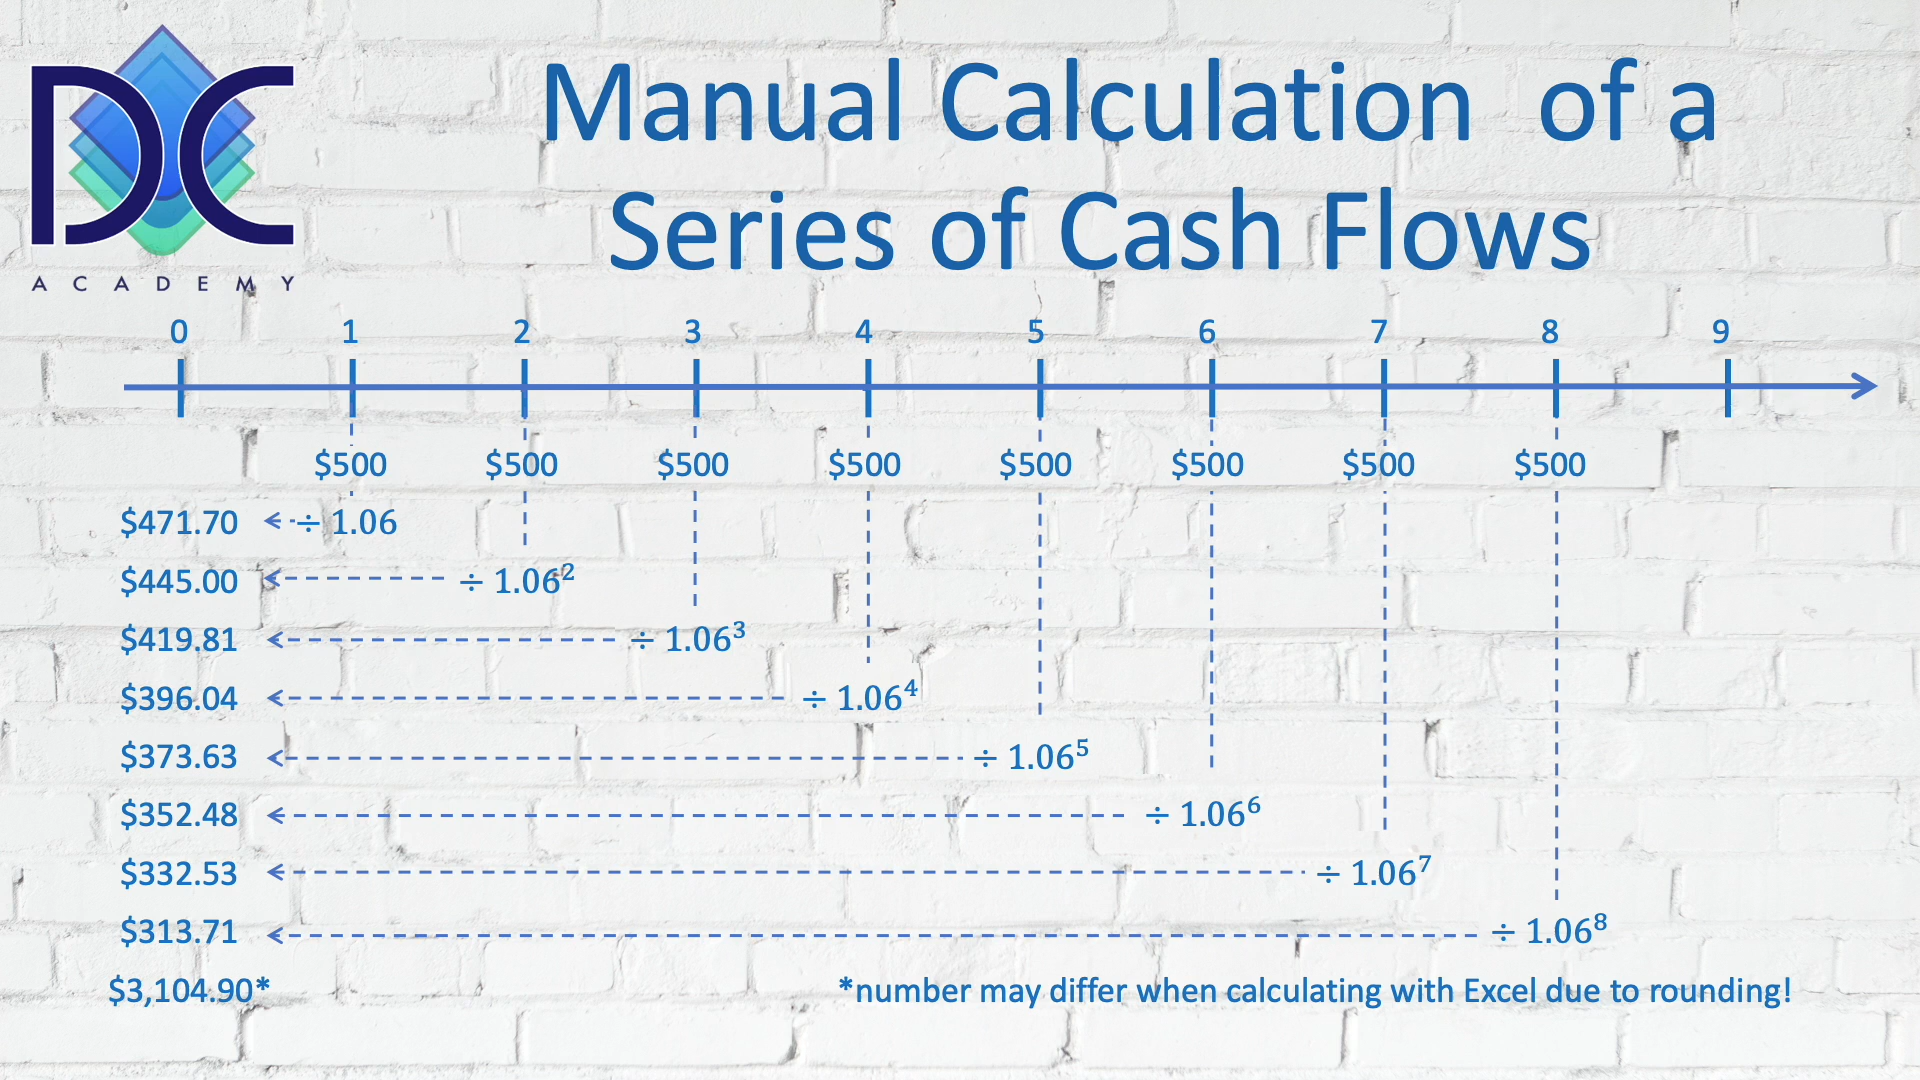 DC
ACADEMY
Manual Calculation of a
Series of Cash Flows
0 1 2 3 4 5 6 7 8 9
$500 $500 $500 $500 $500 $500 $500 $500
$471.70 ÷ 1.06
$445.00 ÷ 1.06²
$419.81 ÷ 1.06³
$396.04 ÷ 1.06⁴
$373.63 ÷ 1.06⁵
$352.48 ÷ 1.06⁶
$332.53 ÷ 1.06⁷
$313.71 ÷ 1.06⁸
$3,104.90* *number may differ when calculating with Excel due to rounding!